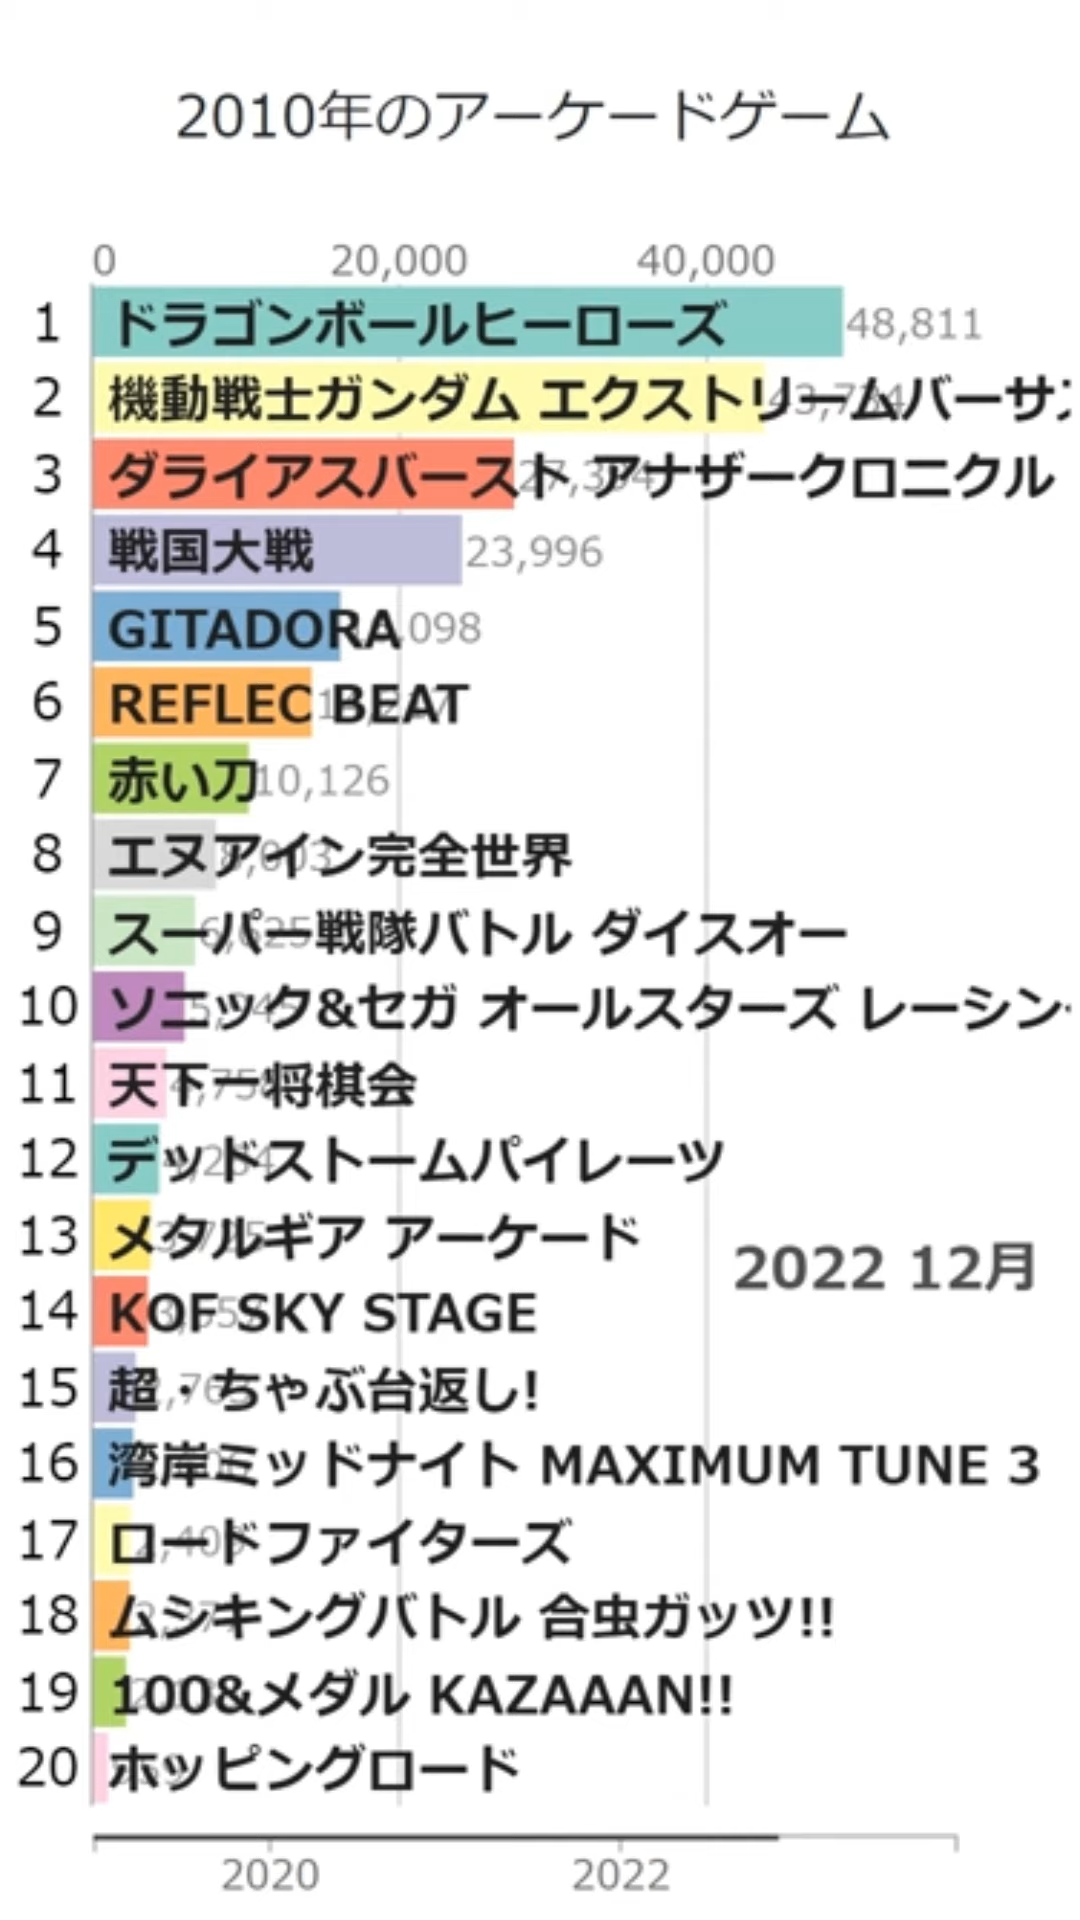 2010年のアーケードゲーム
0 20,000 40,000
1 ドラゴンボールヒーローズ 48,811
2 機動戦士ガンダム エクストリームバーサ
3 ダライアスバースト アナザークロニクル
4 戦国大戦 23,996
5 GITADORA
6 REFLEC BEAT
7 赤い刀 10,126
8 エヌアイン完全世界
9 スーパー戦隊バトル ダイスオー
10 ソニック&セガ オールスターズ レーシン
11 天下一将棋会
12 デッドストームパイレーツ
13 メタルギア アーケード
2022 12月
14 KOF SKY STAGE
15 超・ちゃぶ台返し!
16 湾岸ミッドナイト MAXIMUM TUNE 3
17 ロードファイターズ
18 ムシキングバトル 合虫ガッツ!!
19 100&メダル KAZAAAN!!
20 ホッピングロード
2020 2022